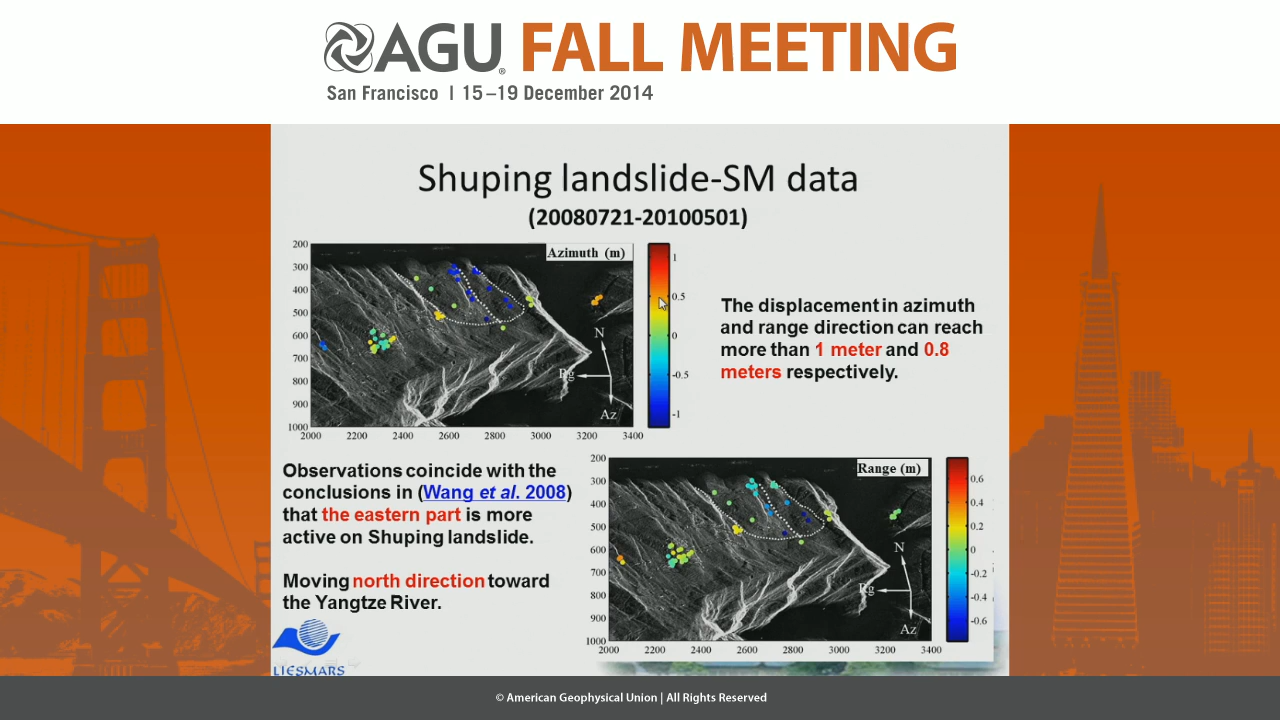 AGU® FALL MEETING
San Francisco | 15–19 December 2014
Shuping landslide-SM data
(20080721-20100501)
Azimuth (m)
200
300
400
500
600
700
800
900
1000
2000 2200 2400 2600 2800 3000 3200 3400
N
Rg
Az
1
0.5
0
-0.5
-1
The displacement in azimuth
and range direction can reach
more than 1 meter and 0.8
meters respectively.
Observations coincide with the
conclusions in (Wang et al. 2008)
that the eastern part is more
active on Shuping landslide.
Moving north direction toward
the Yangtze River.
LIESMARS
Range (m)
200
300
400
500
600
700
800
900
1000
2000 2200 2400 2600 2800 3000 3200 3400
N
Rg
Az
0.6
0.4
0.2
0
-0.2
-0.4
-0.6
© American Geophysical Union | All Rights Reserved